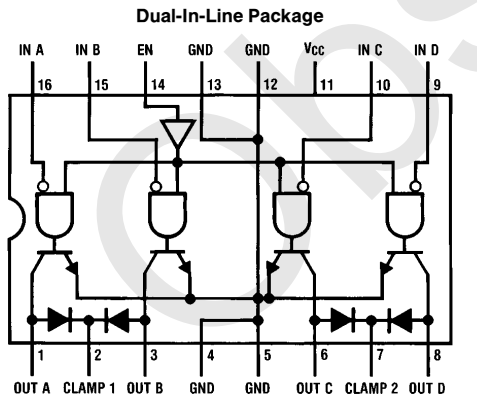 Dual-In-Line Package
IN A IN B EN GND GND VCC IN C IN D
16 15 14 13 12 11 10 9
1 2 3 4 5 6 7 8
OUT A CLAMP 1 OUT B GND GND OUT C CLAMP 2 OUT D